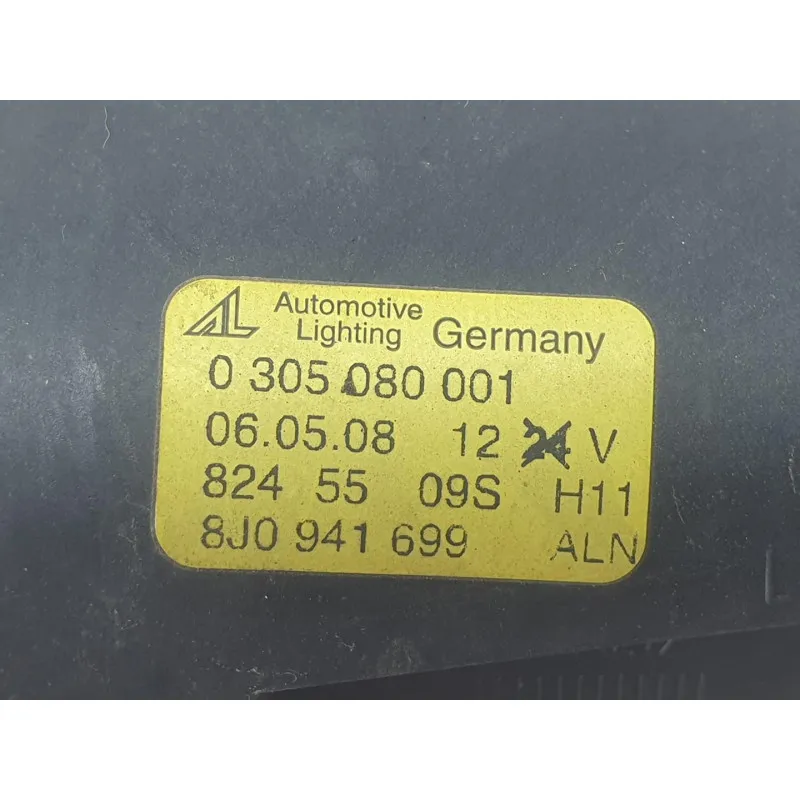 AL Automotive Lighting Germany
0 305 080 001
06.05.08 12 24 V
824 55 09S H11
8J0 941 699 ALN